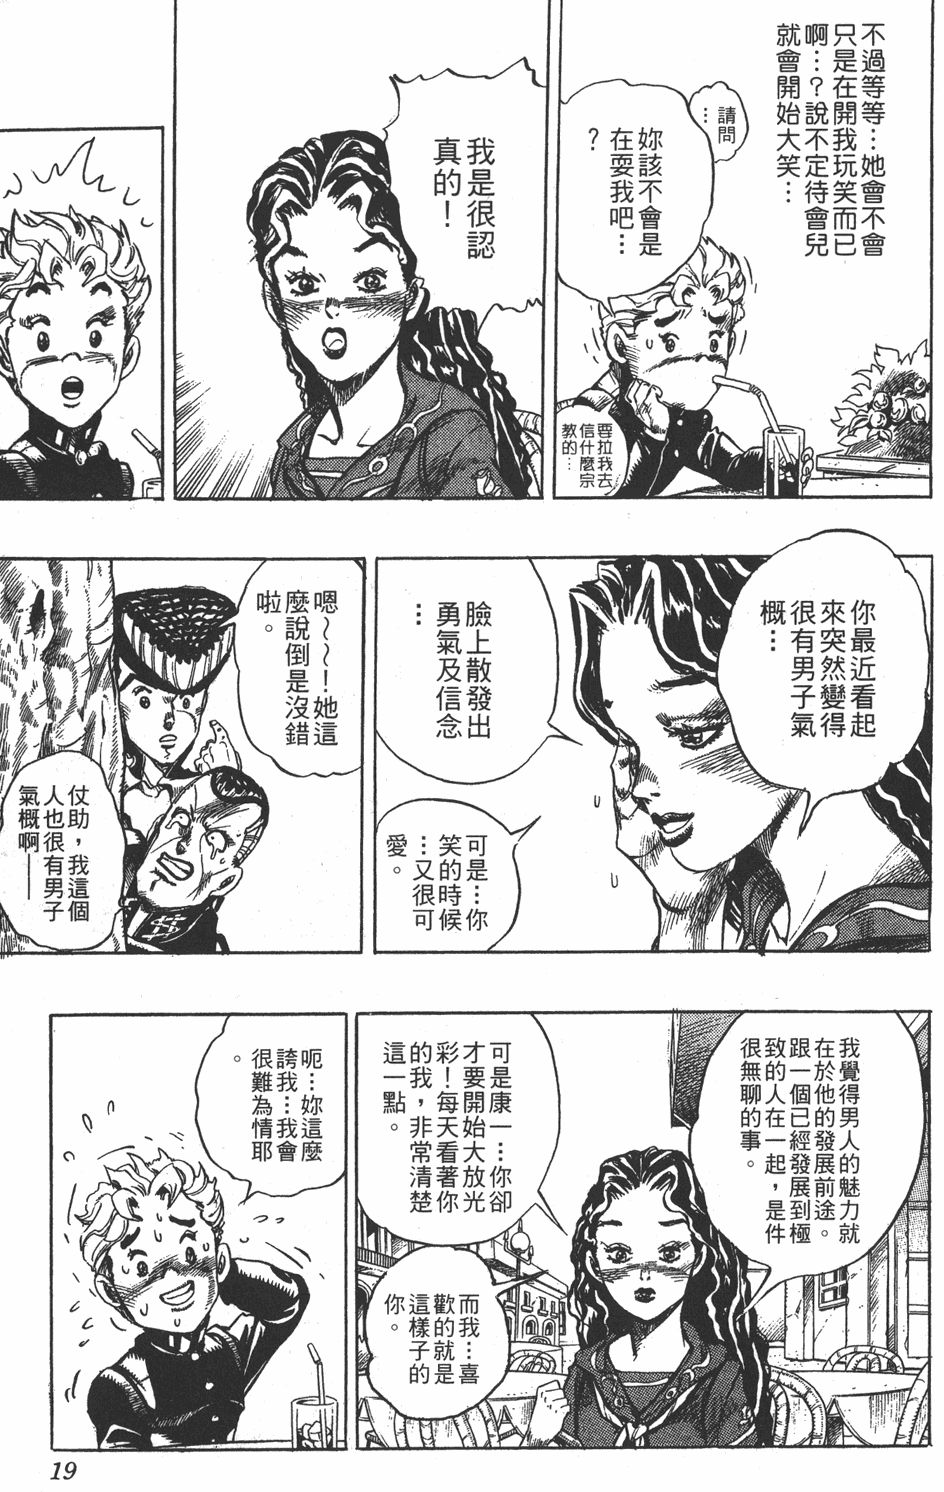 不過等等…她會不會
只是在開我玩笑而已
啊…？說不定待會兒
就會開始大笑…
請問
…
妳該不會是
在耍我吧…
？
要拉我去
信什麼宗
教的…
我是很認
真的！
你最近看起
來突然變得
很有男子氣
概…
臉上散發出
勇氣及信念
…
可是…你
笑的時候
…又很可
愛。
嗯～～！她這
麼說倒是沒錯
啦。
仗助，我這個
人也很有男子
氣概啊——
我覺得男人的魅力就
在於他的發展前途。
跟一個已經發展到極
致的人在一起，是件
很無聊的事。
可是康一…你卻
才要開始大放光
彩！每天看著你
的我，非常清楚
這一點。
而我…喜
歡的就是
這樣子的
你。
呃…妳這麼
誇我…我會
很難為情耶
。
19